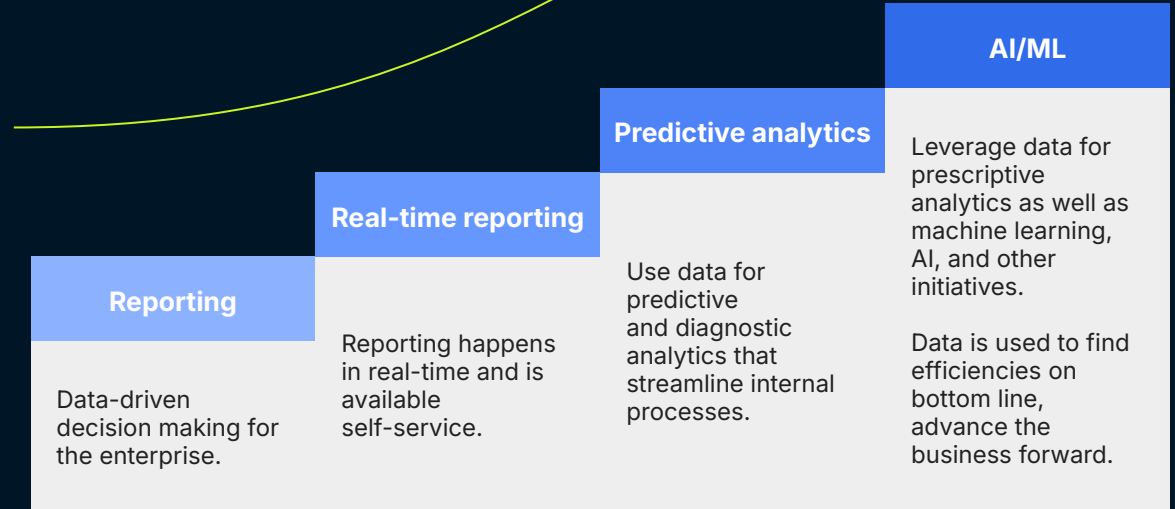 AI/ML
Leverage data for
prescriptive
analytics as well as
machine learning,
AI, and other
initiatives.
Data is used to find
efficiencies on
bottom line,
advance the
business forward.
Predictive analytics
Use data for
predictive
and diagnostic
analytics that
streamline internal
processes.
Real-time reporting
Reporting happens
in real-time and is
available
self-service.
Reporting
Data-driven
decision making for
the enterprise.